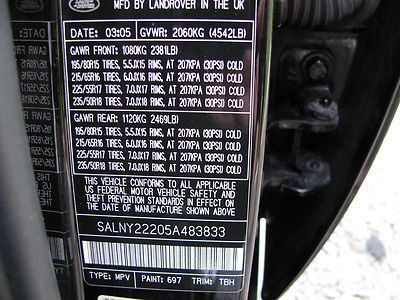 MFD BY LANDROVER IN THE UK
DATE: 03:05 GVWR: 2060KG (4542LB)
GAWR FRONT: 1080KG 2381LB)
195/80R15 TIRES, 5.5JX15 RIMS, AT 207KPA (30PSI) COLD
215/65R16 TIRES, 6.0JX16 RIMS, AT 207KPA (30PSI) COLD
225/55R17 TIRES, 7.0JX17 RIMS, AT 207KPA (30PSI) COLD
235/50R18 TIRES, 7.0JX18 RIMS, AT 207KPA (30PSI) COLD
GAWR REAR: 1120KG 2469LB)
195/80R15 TIRES, 5.5JX15 RIMS, AT 207KPA (30PSI) COLD
215/65R16 TIRES, 6.0JX16 RIMS, AT 207KPA (30PSI) COLD
225/55R17 TIRES, 7.0JX17 RIMS, AT 207KPA (30PSI) COLD
235/50R18 TIRES, 7.0JX18 RIMS, AT 207KPA (30PSI) COLD
THIS VEHICLE CONFORMS TO ALL APPLICABLE
US FEDERAL MOTOR VEHICLE SAFETY AND
THEFT PREVENTION STANDARDS IN EFFECT ON
THE DATE OF MANUFACTURE SHOWN ABOVE
SALNY22205A483833
TYPE: MPV PAINT: 697 TRIM: TBH